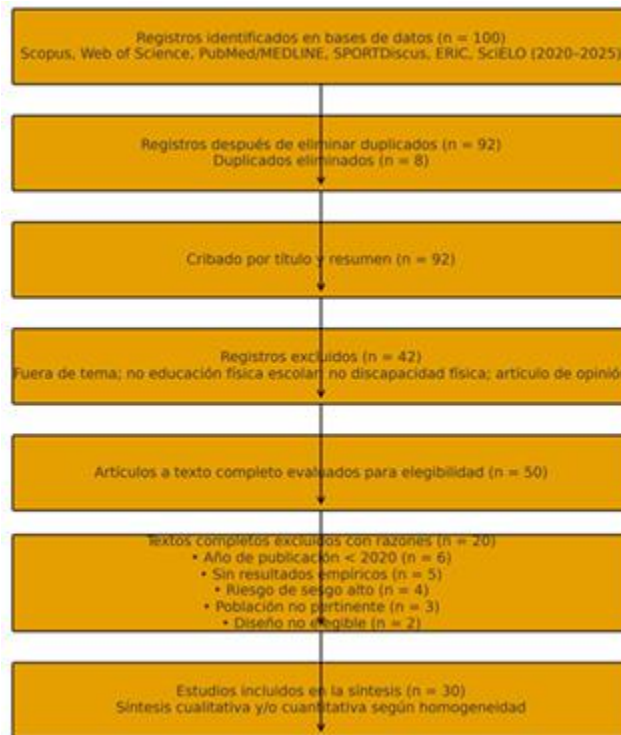 Registros identificados en bases de datos (n = 100)
Scopus, Web of Science, PubMed/MEDLINE, SPORTDiscus, ERIC, SciELO (2020–2025)
Registros después de eliminar duplicados (n = 92)
Duplicados eliminados (n = 8)
Cribado por título y resumen (n = 92)
Registros excluidos (n = 42)
Fuera de tema; no educación física escolar; no discapacidad física; artículo de opinió
Artículos a texto completo evaluados para elegibilidad (n = 50)
Textos completos excluidos con razones (n = 20)
• Año de publicación < 2020 (n = 6)
• Sin resultados empíricos (n = 5)
• Riesgo de sesgo alto (n = 4)
• Población no pertinente (n = 3)
• Diseño no elegible (n = 2)
Estudios incluidos en la síntesis (n = 30)
Síntesis cualitativa y/o cuantitativa según homogeneidad